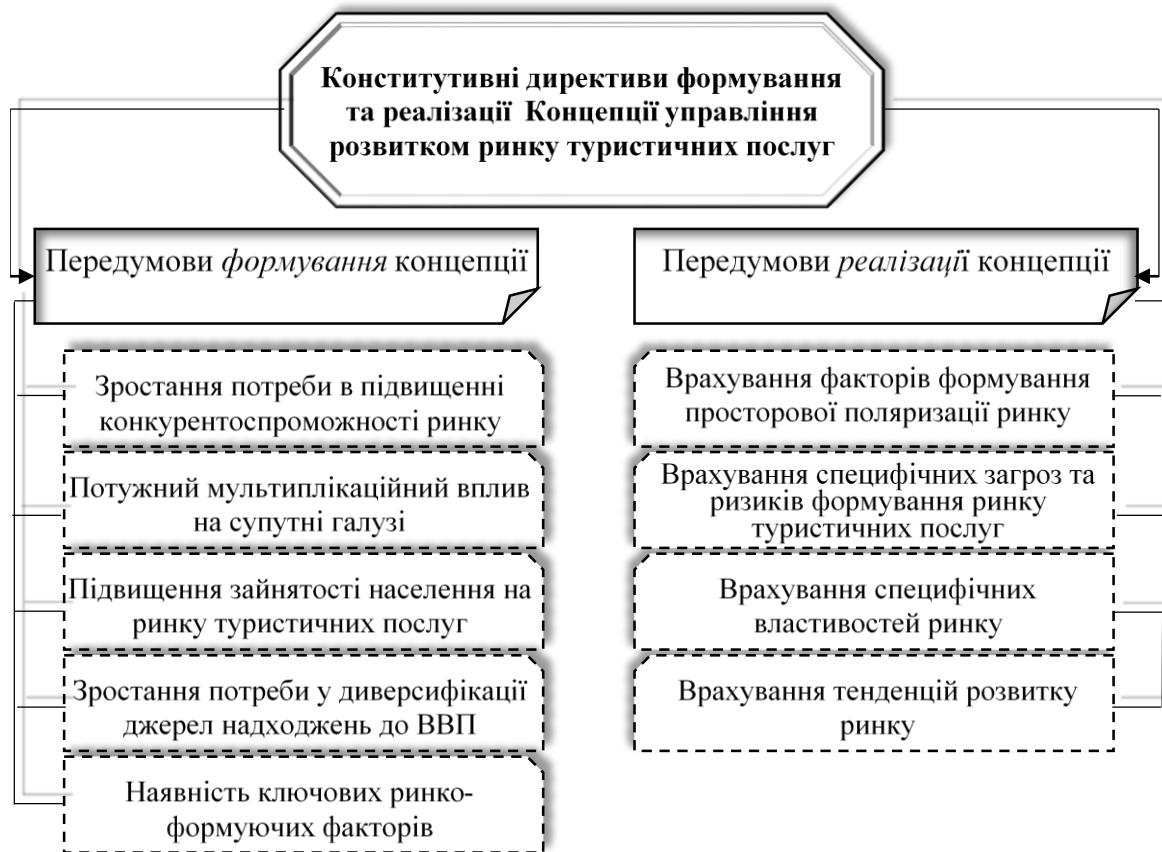 Конститутивні директиви формування
та реалізації Концепції управління
розвитком ринку туристичних послуг
Передумови формування концепції
Зростання потреби в підвищенні
конкурентоспроможності ринку
Потужний мультиплікаційний вплив
на супутні галузі
Підвищення зайнятості населення на
ринку туристичних послуг
Зростання потреби у диверсифікації
джерел надходжень до ВВП
Наявність ключових ринко-
формуючих факторів
Передумови реалізації концепції
Врахування факторів формування
просторової поляризації ринку
Врахування специфічних загроз та
ризиків формування ринку
туристичних послуг
Врахування специфічних
властивостей ринку
Врахування тенденцій розвитку
ринку